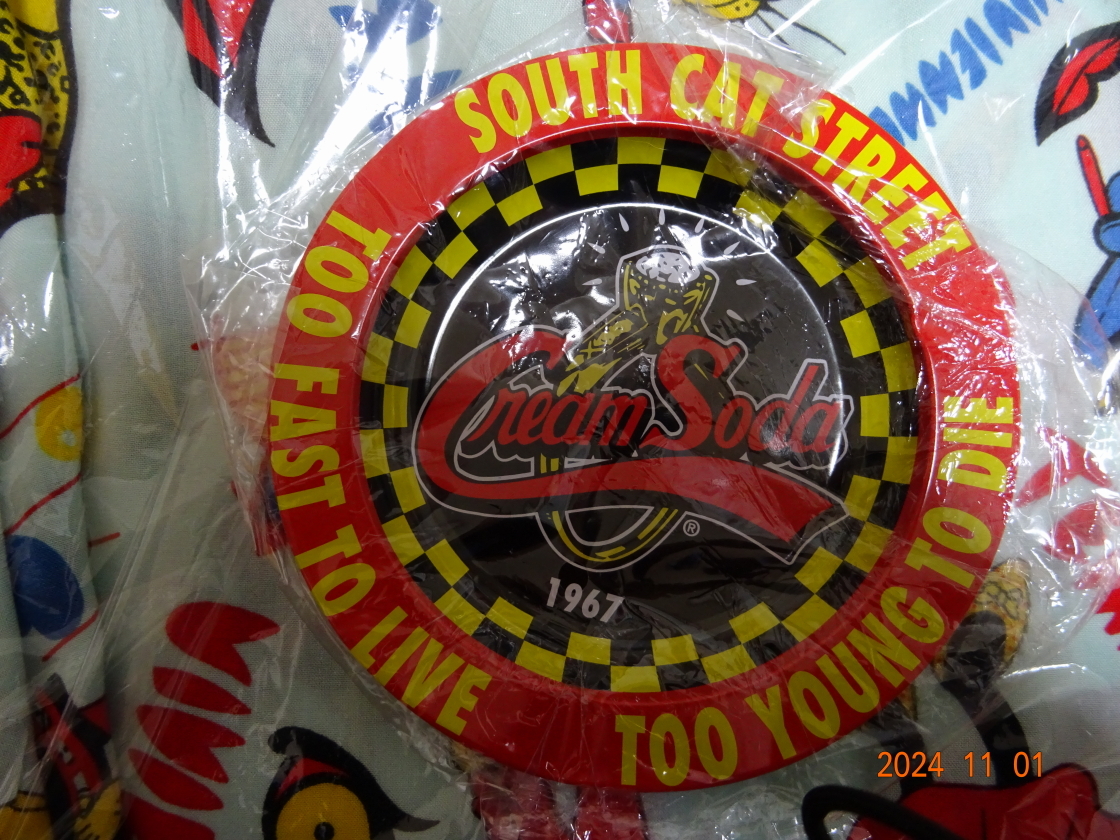 SOUTH CAT STREET
TOO FAST TO LIVE
TOO YOUNG TO DIE
Cream Soda
®
1967
2024 11 01